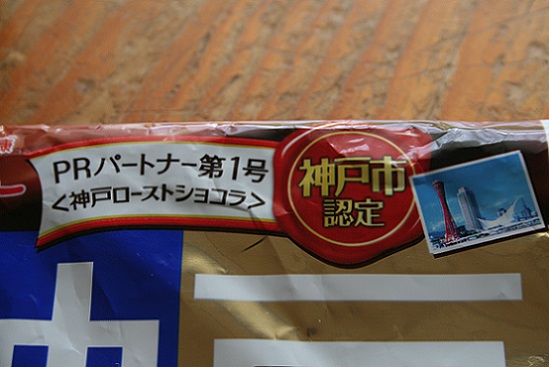 PRパートナー第1号
<神戸ローストショコラ>
神戸市
認定